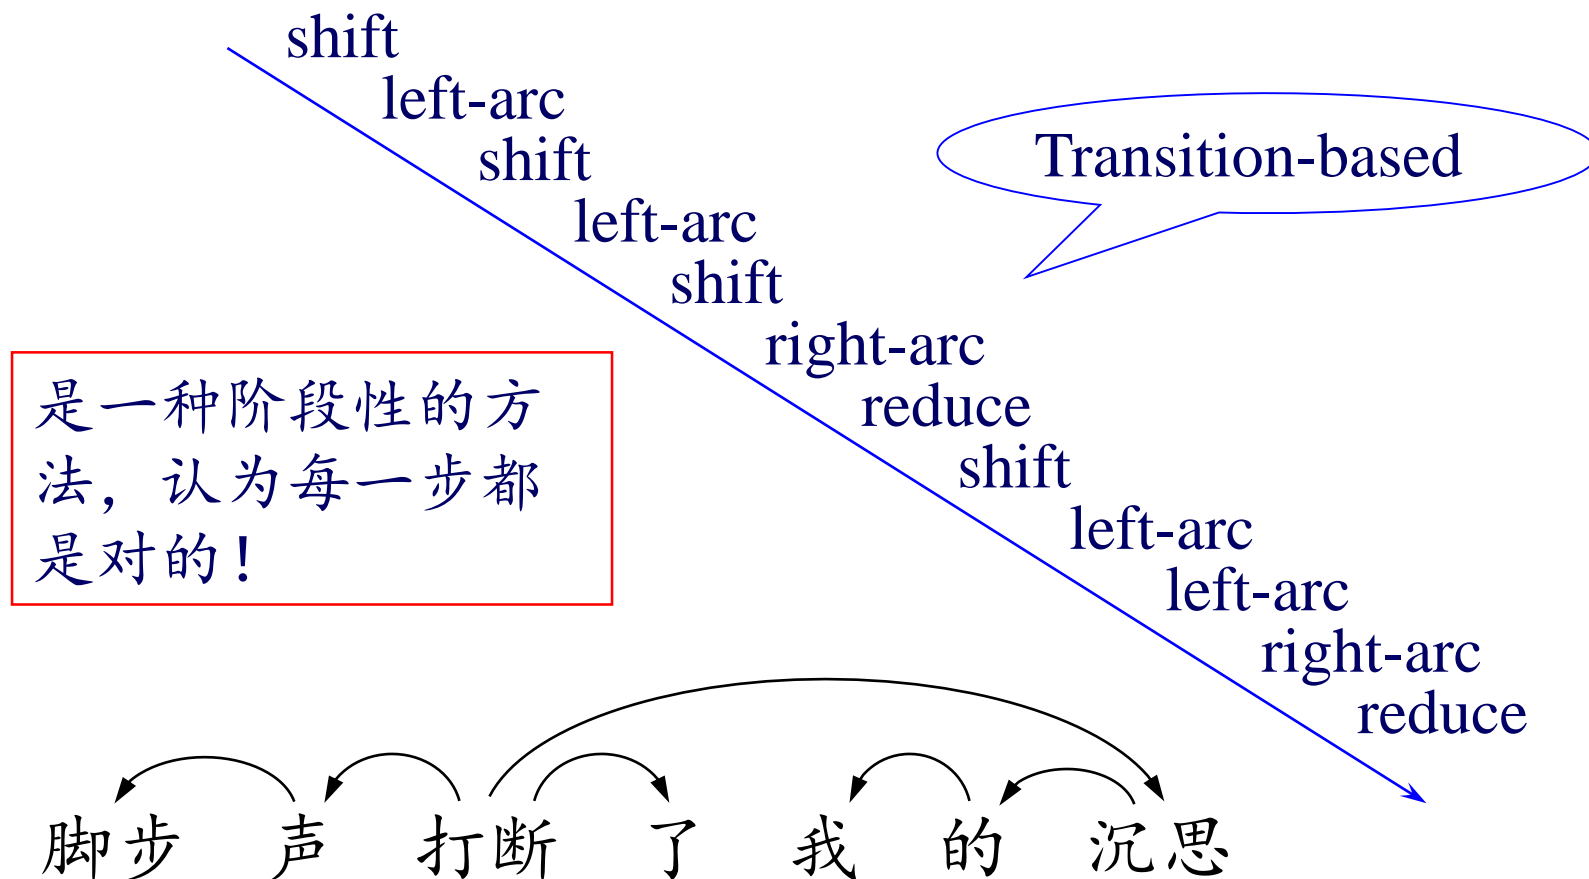 shift
left-arc
Transition-based
shift
left-arc
shift
right-arc
是一种阶段性的方
法，认为每一步都
是对的！
reduce
shift
left-arc
left-arc
right-arc
reduce
脚步 声 打断 了 我 的 沉思